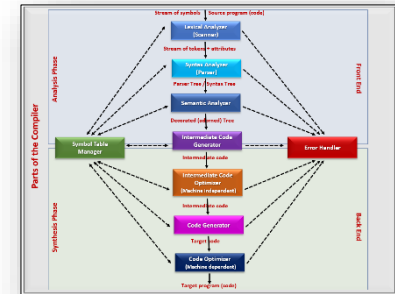 Stream of symbols
Source program (code)
Lexical Analyzer
(Scanner)
Stream of tokens + attributes
Syntax Analyzer
(Parser)
Parser Tree / Syntax Tree
Semantic Analyzer
Decorated (adorned) Tree
Intermediate Code
Generator
Symbol Table
Manager
Error Handler
Intermediate code
Intermediate Code
Optimizer
(Machine independent)
Intermediate code
Code Generator
Target code
Code Optimizer
(Machine dependent)
Target program (code)
Parts of the Compiler
Analysis Phase
Synthesis Phase
Front End
Back End